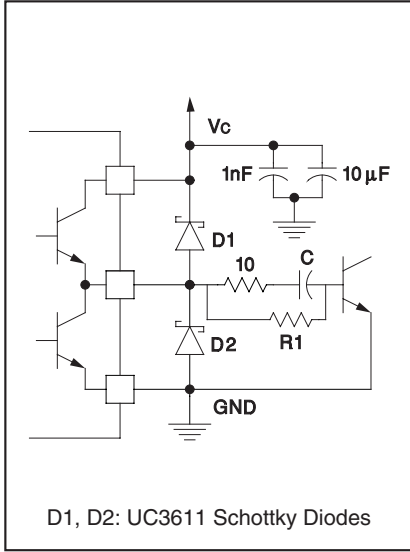 Vc
1nF
10 μF
D1
10
C
R1
D2
GND
D1, D2: UC3611 Schottky Diodes